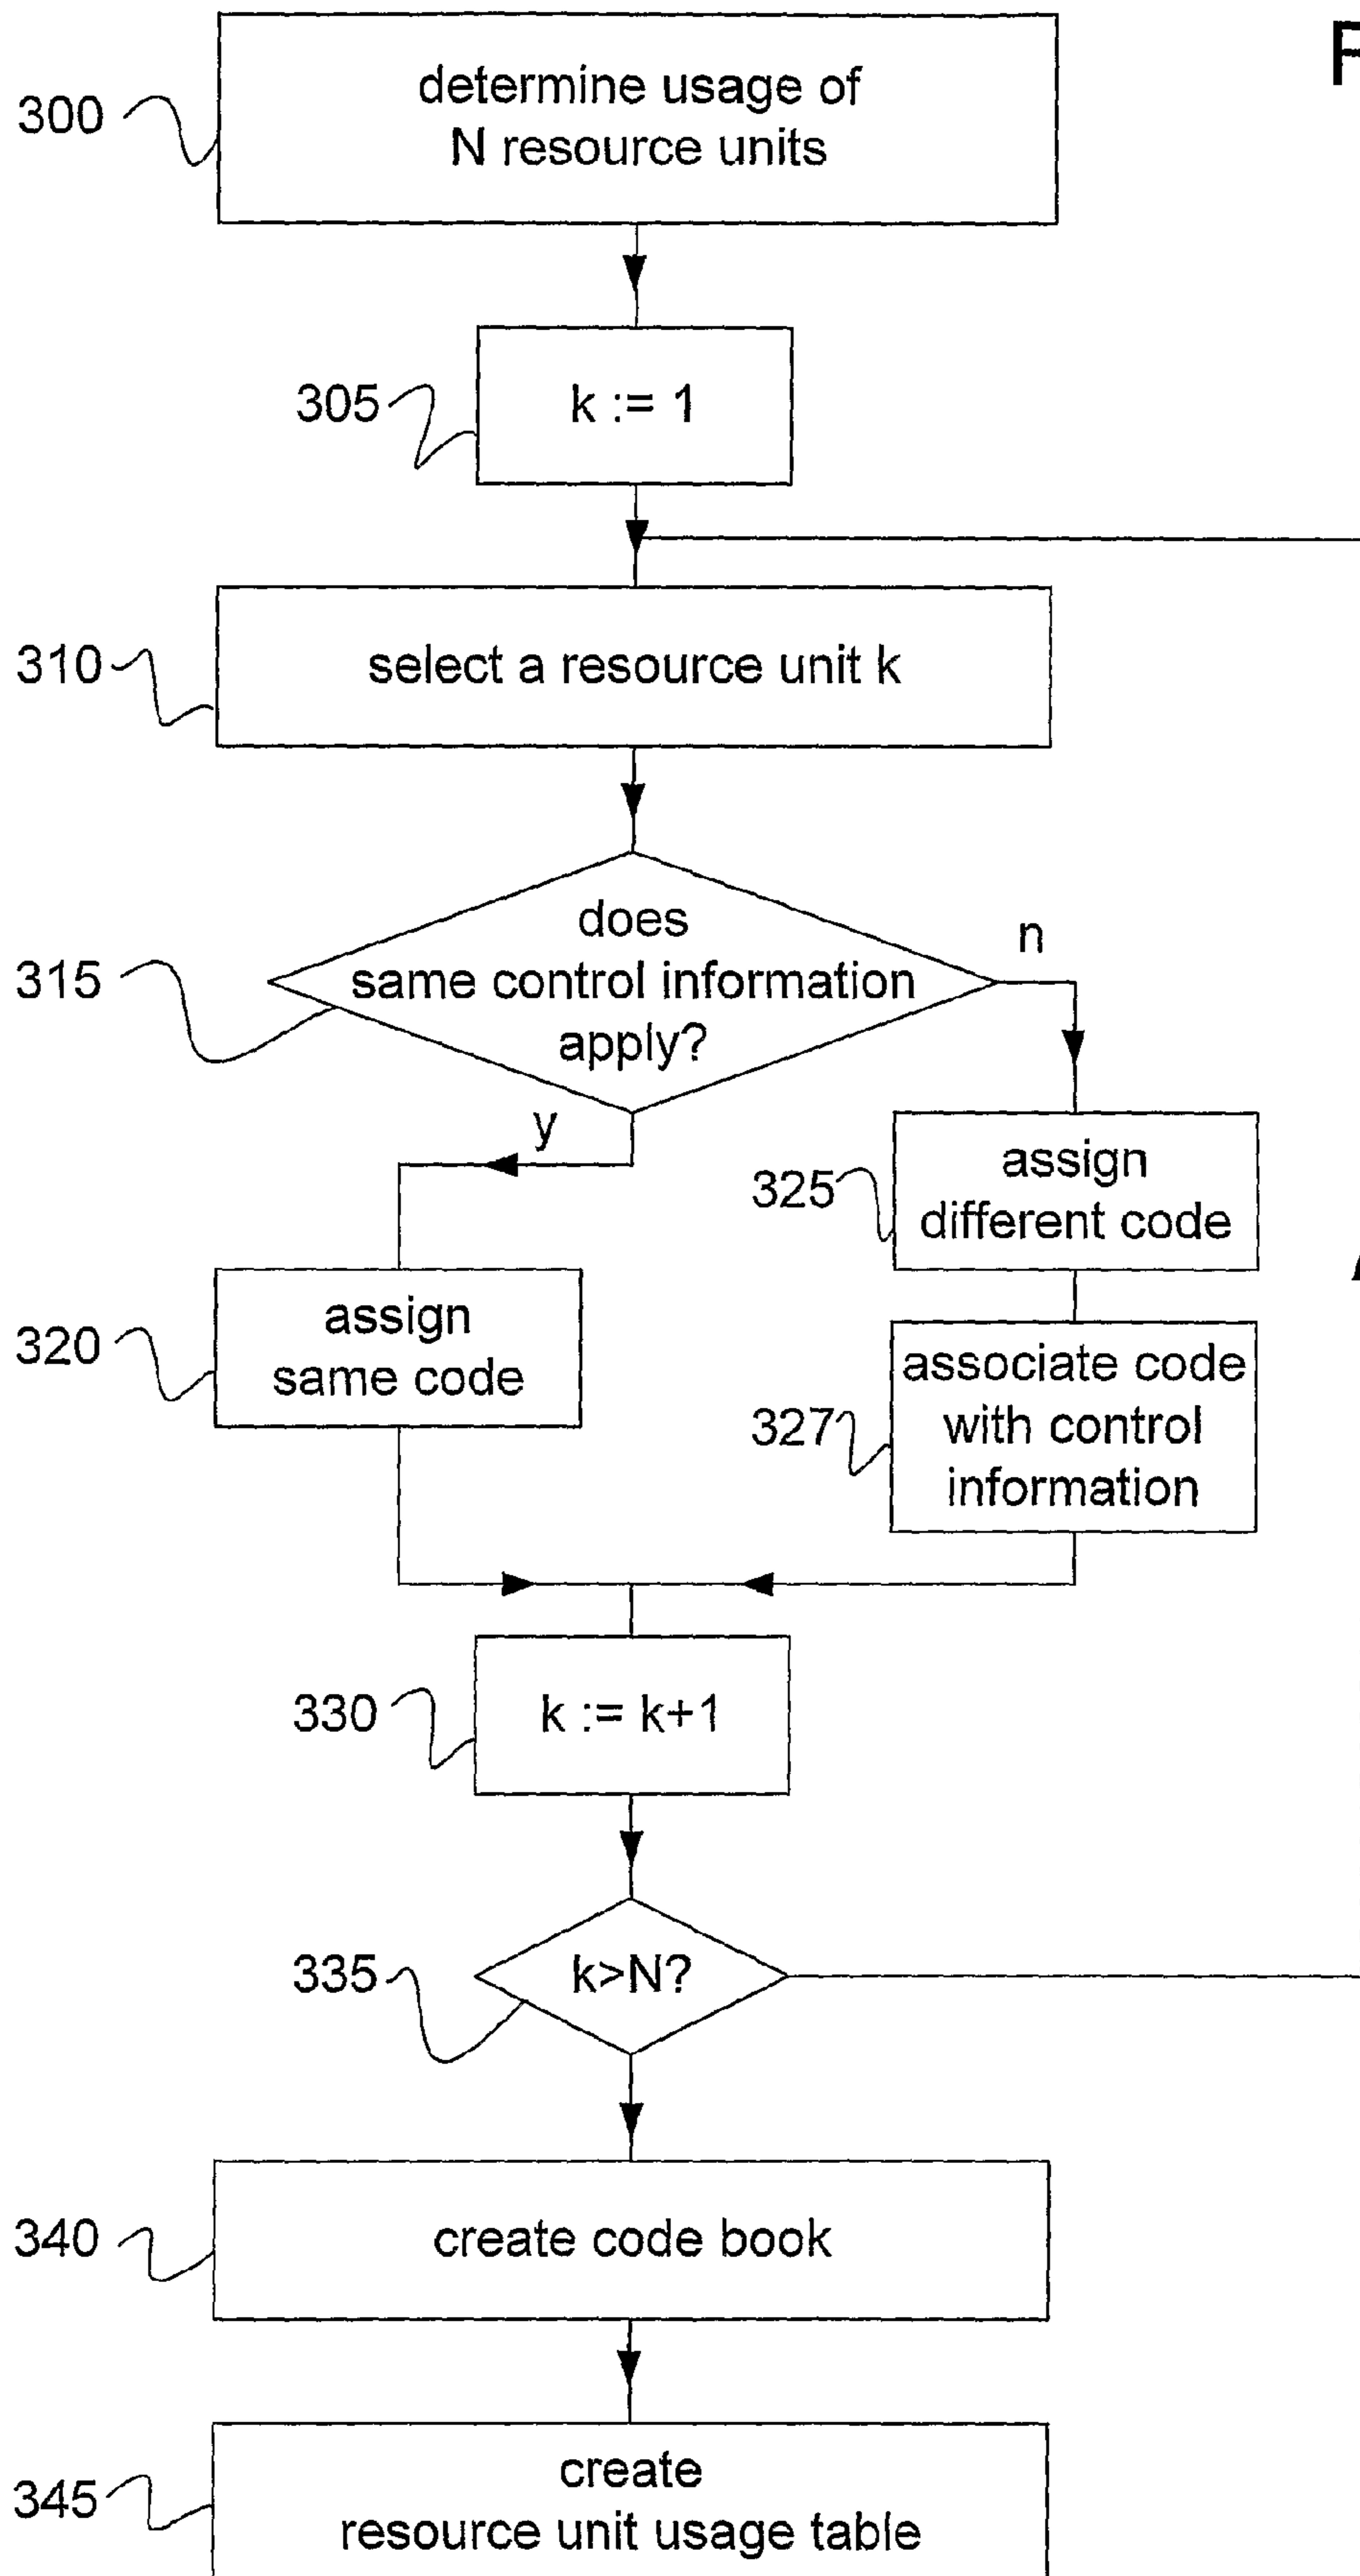 300
determine usage of
N resource units
305
k := 1
310
select a resource unit k
315
does
same control information
apply?
n
y
325
assign
different code
320
assign
same code
327
associate code
with control
information
330
k := k+1
335
k>N?
340
create code book
345
create
resource unit usage table